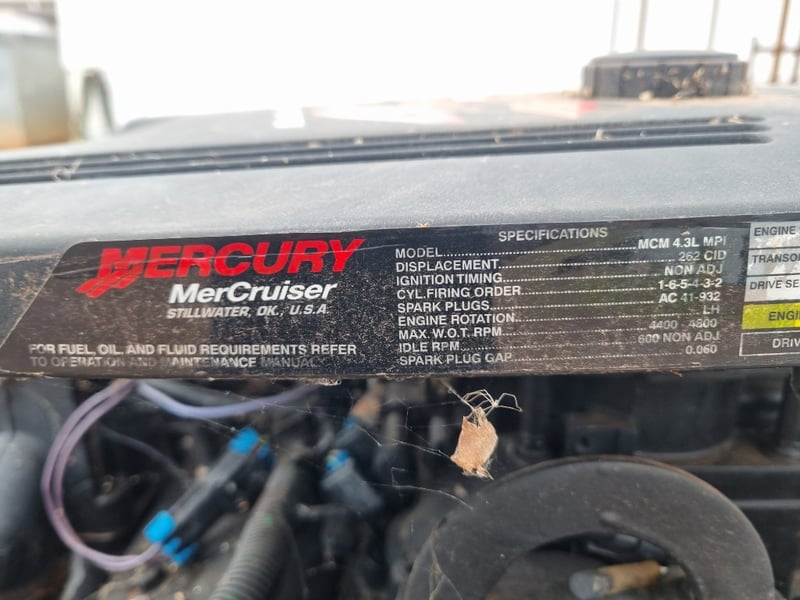 MERCURY
MerCruiser
STILLWATER, OK., U.S.A.
FOR FUEL, OIL, AND FLUID REQUIREMENTS REFER
TO OPERATION AND MAINTENANCE MANUAL
SPECIFICATIONS
MODEL MCM 4.3L MPI
DISPLACEMENT 262 CID
IGNITION TIMING NON ADJ
CYL.FIRING ORDER 1-6-5-4-3-2
SPARK PLUGS AC 41-932
ENGINE ROTATION LH
MAX. W.O.T. RPM 4400 - 4800
IDLE RPM 600 NON ADJ
SPARK PLUG GAP 0.060
ENGINE
TRANSO
DRIVE SE
ENGI
DRIV